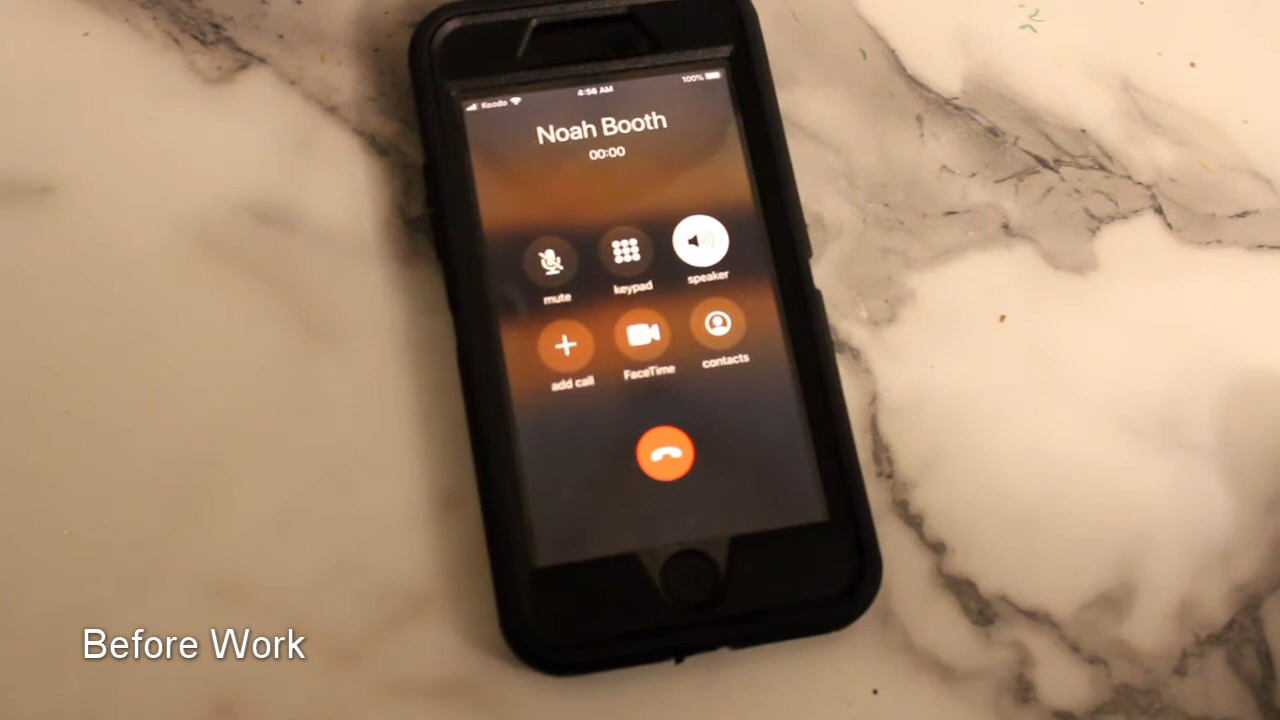 Koodo 4:56 AM 100%
Noah Booth
00:00
mute keypad speaker
add call FaceTime contacts
Before Work